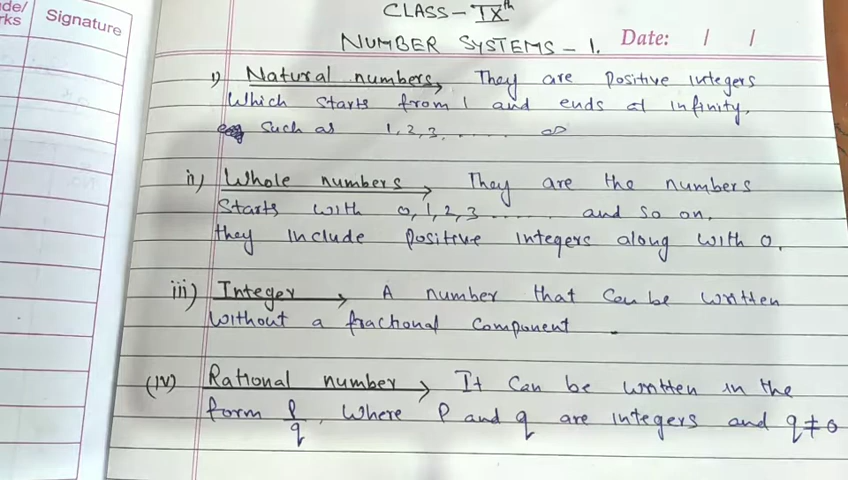 de/
rks
Signature
CLASS - IXth
NUMBER SYSTEMS - 1. Date: / /
i) Natural numbers → They are positive integers
Which starts from 1 and ends at infinity.
such as 1, 2, 3, ....... ∞
ii) Whole numbers → They are the numbers
starts with 0, 1, 2, 3 ....... and so on.
they include positive integers along with 0.
iii) Integer → A number that can be written
without a fractional component.
(iv) Rational number → It can be written in the
form p/q, where p and q are integers and q ≠ 0